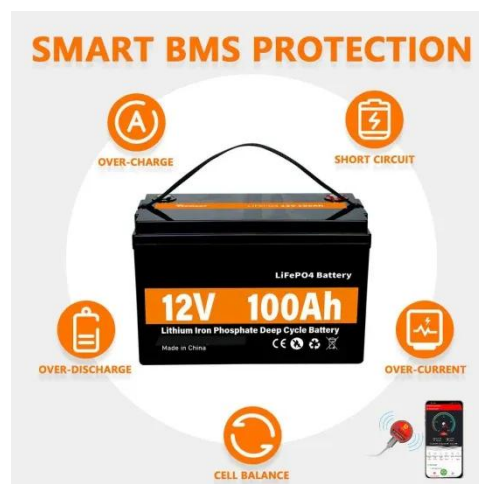 SMART BMS PROTECTION
A
OVER-CHARGE
SHORT CIRCUIT
LiFePO4 Battery
12V 100Ah
Lithium Iron Phosphate Deep Cycle Battery
Made in China
CE
OVER-DISCHARGE
OVER-CURRENT
CELL BALANCE